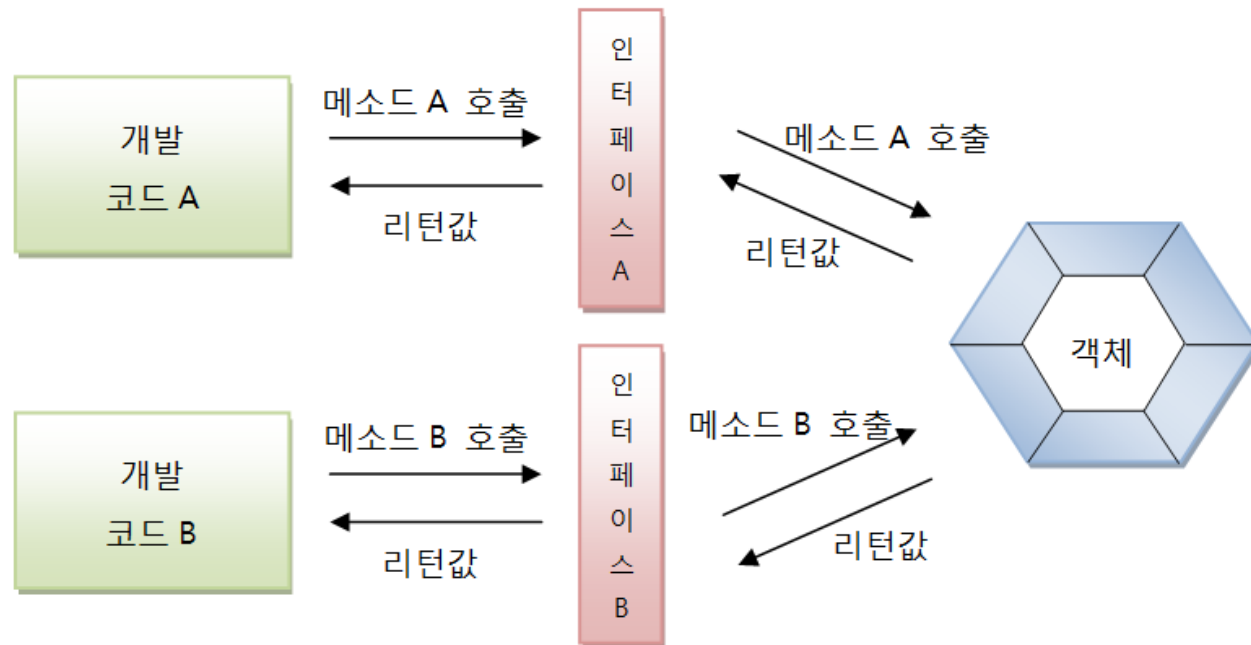 개발
코드 A
메소드 A 호출
리턴값
인
터
페
이
스
A
메소드 A 호출
리턴값
객체
개발
코드 B
메소드 B 호출
리턴값
인
터
페
이
스
B
메소드 B 호출
리턴값